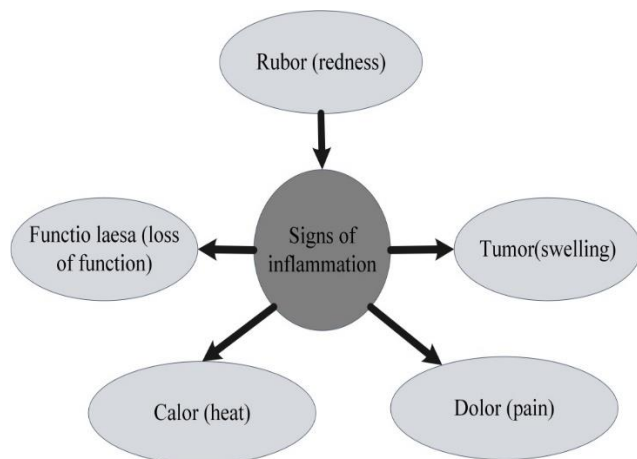 Rubor (redness)
Functio laesa (loss
of function)
Signs of
inflammation
Tumor(swelling)
Calor (heat)
Dolor (pain)